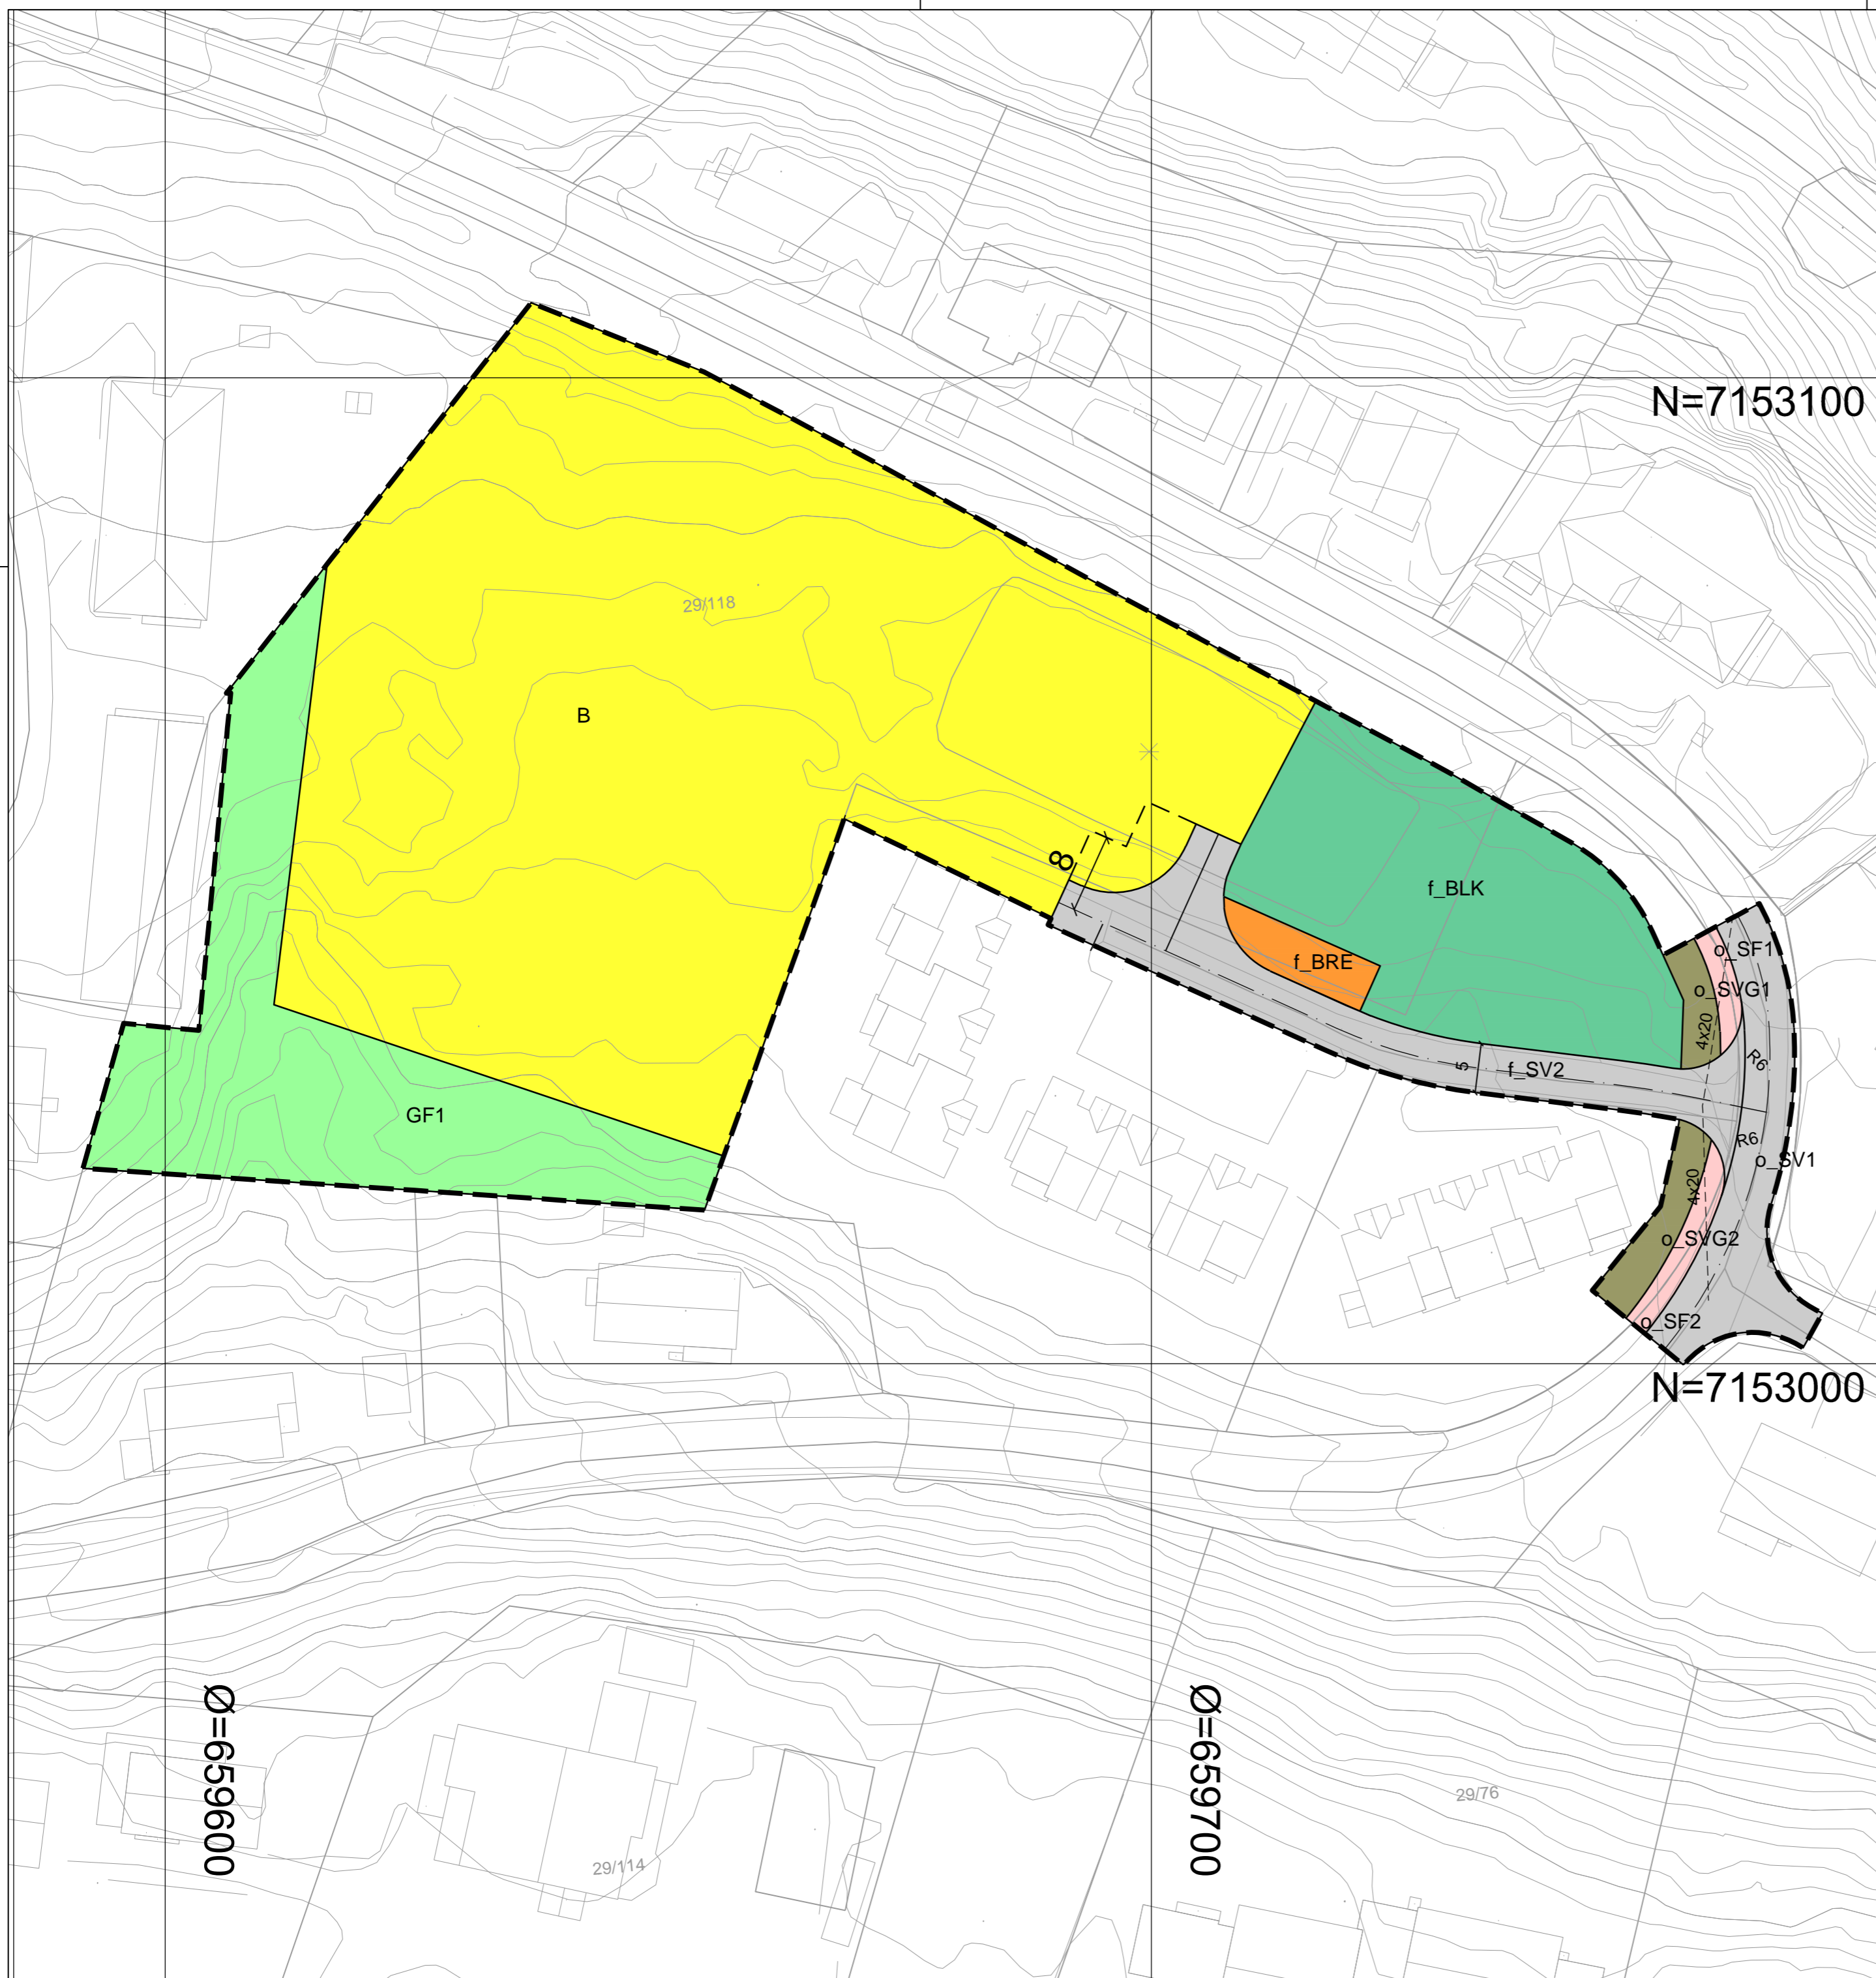 N=7153100
29/118
B
8
f_BLK
f_BRE
o_SF1
o_SVG1
4x20
R6
5
f_SV2
GF1
R6
o_SV1
4x20
o_SVG2
o_SF2
N=7153000
Ø=659600
Ø=659700
29/76
29/114